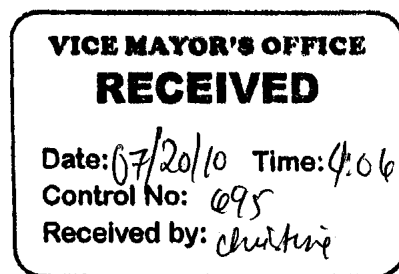 VICE MAYOR'S OFFICE
RECEIVED
Date: 07/20/10 Time: 4:06
Control No: 695
Received by: christine